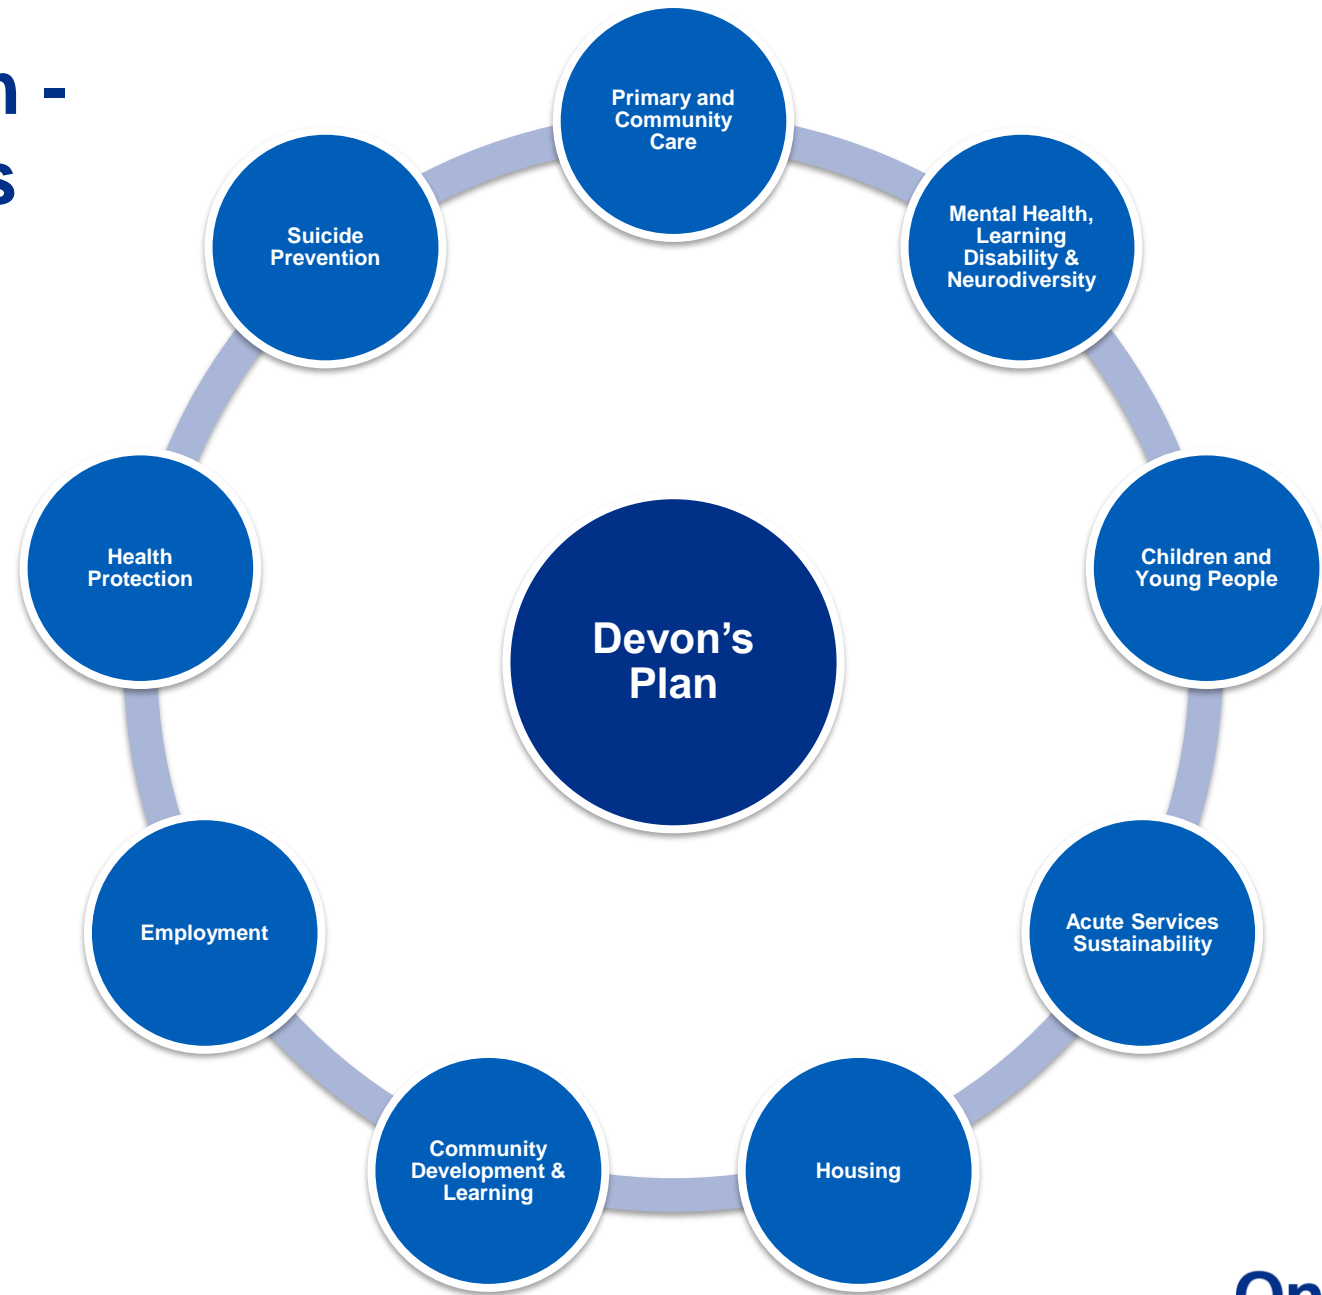 n -
s
Primary and
Community
Care
Mental Health,
Learning
Disability &
Neurodiversity
Children and
Young People
Acute Services
Sustainability
Housing
Community
Development &
Learning
Employment
Health
Protection
Suicide
Prevention
Devon’s
Plan
On